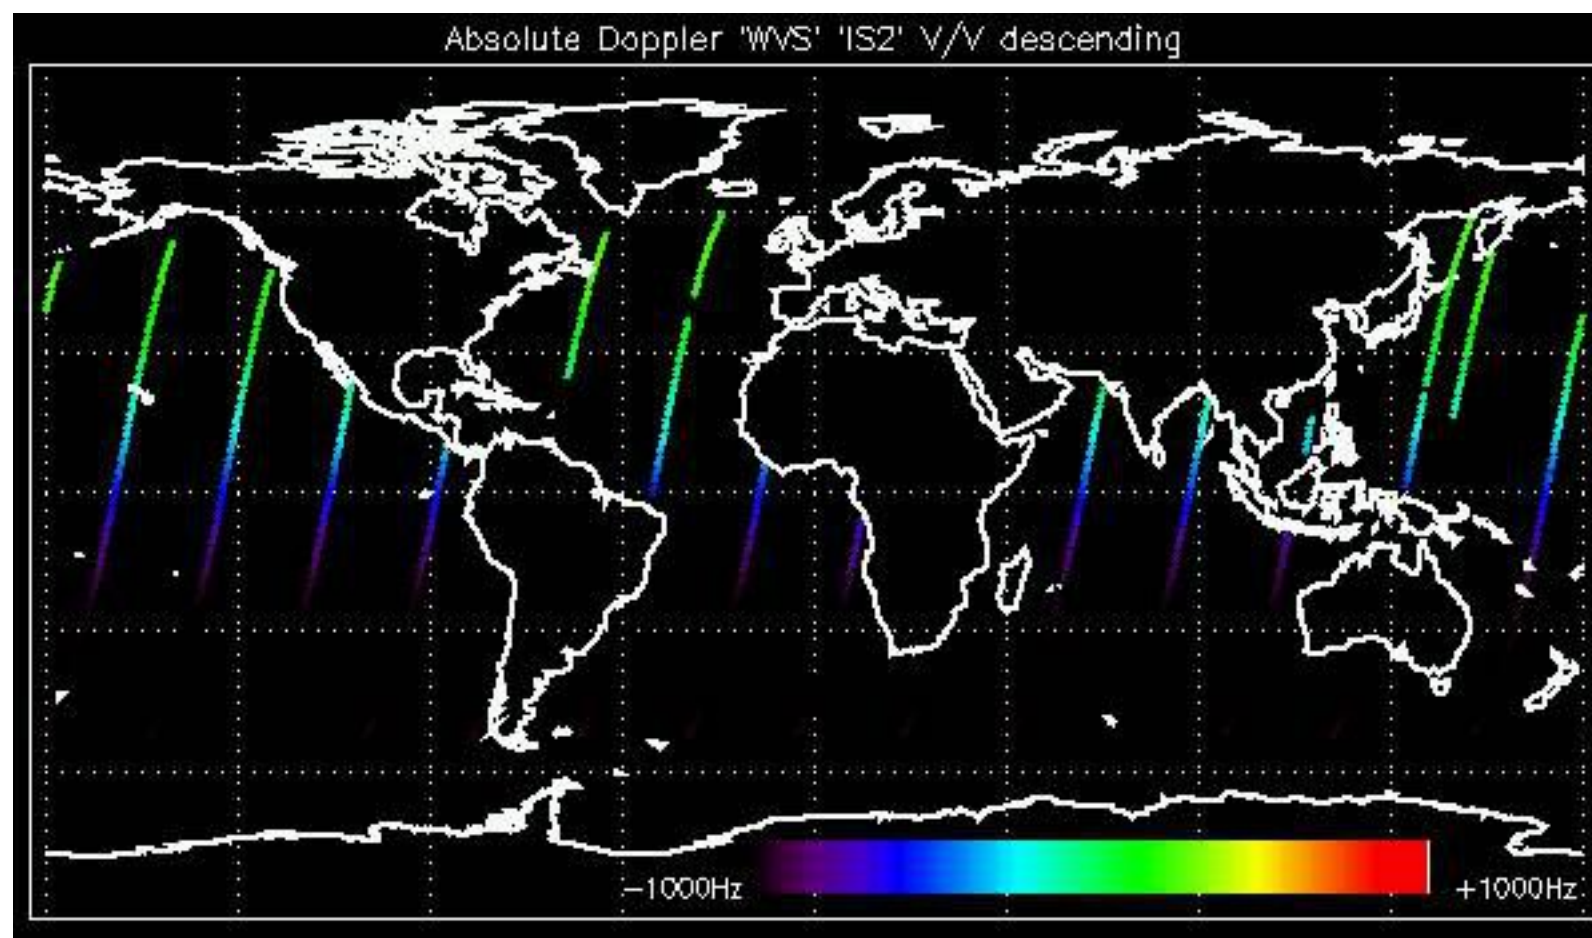 Absolute Doppler 'WVS' 'IS2' V/V descending
-1000Hz +1000Hz